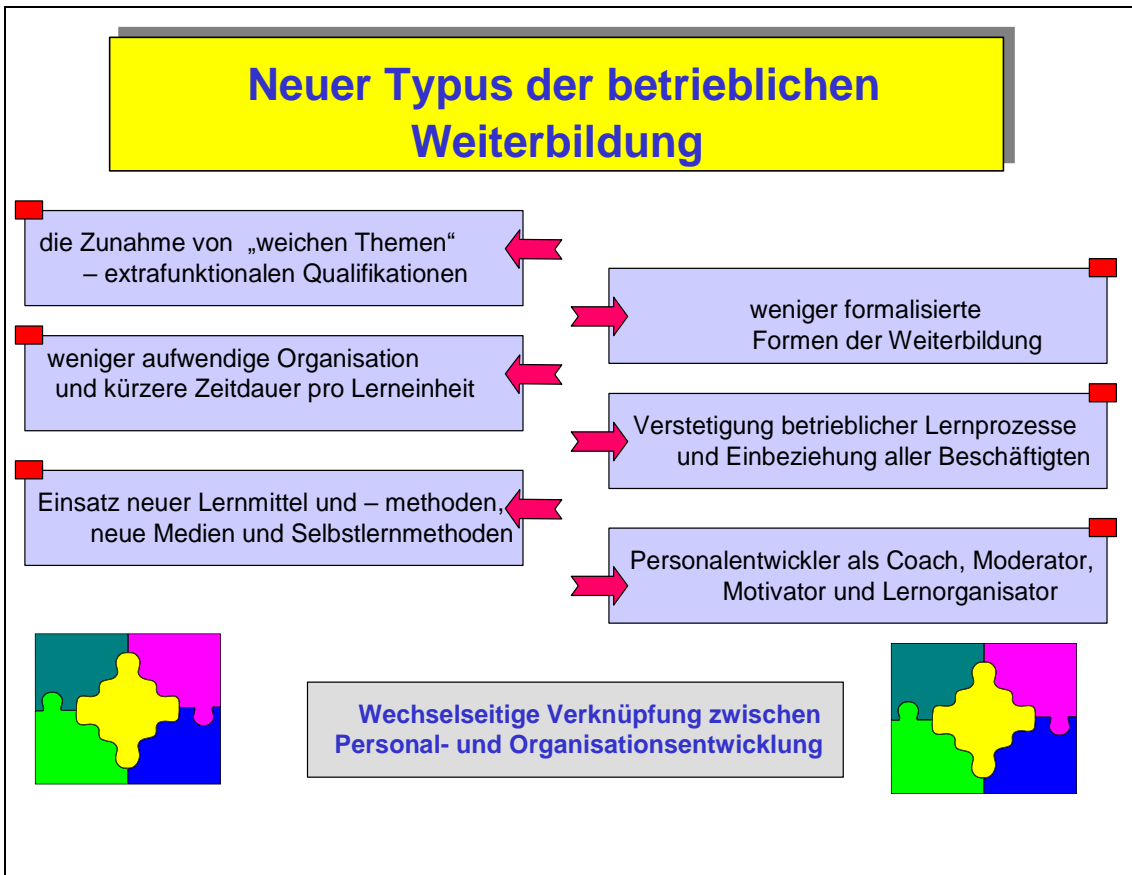 Neuer Typus der betrieblichen
Weiterbildung
die Zunahme von „weichen Themen“
– extrafunktionalen Qualifikationen
weniger formalisierte
Formen der Weiterbildung
weniger aufwendige Organisation
und kürzere Zeitdauer pro Lerneinheit
Verstetigung betrieblicher Lernprozesse
und Einbeziehung aller Beschäftigten
Einsatz neuer Lernmittel und – methoden,
neue Medien und Selbstlernmethoden
Personalentwickler als Coach, Moderator,
Motivator und Lernorganisator
Wechselseitige Verknüpfung zwischen
Personal- und Organisationsentwicklung